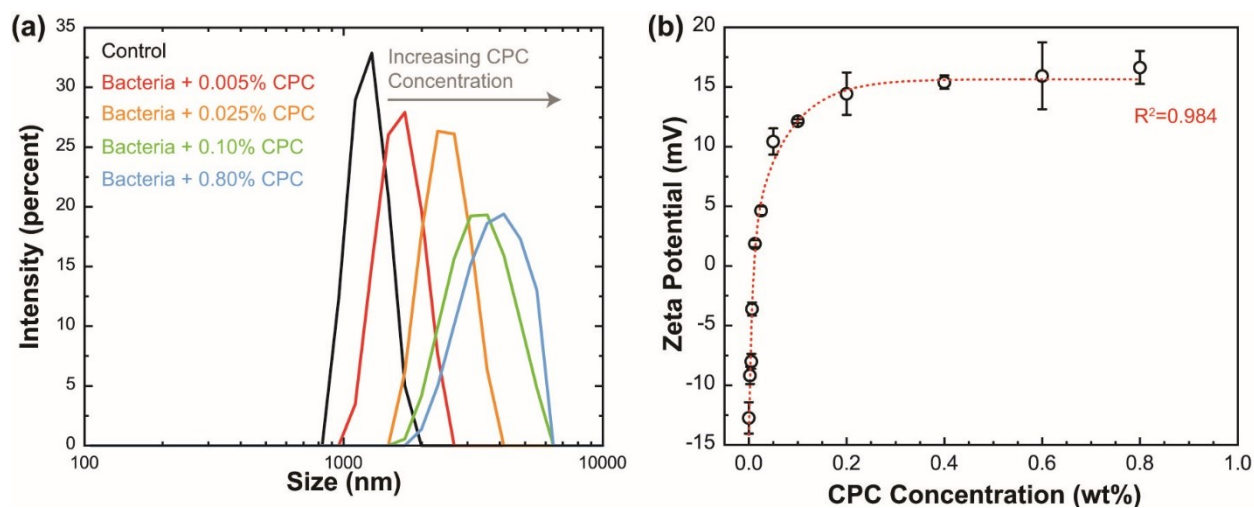 (a)
Control
Bacteria + 0.005% CPC
Bacteria + 0.025% CPC
Bacteria + 0.10% CPC
Bacteria + 0.80% CPC
Increasing CPC
Concentration
Intensity (percent)
35
30
25
20
15
10
5
0
100
1000
10000
Size (nm)
(b)
Zeta Potential (mV)
20
15
10
5
0
-5
-10
-15
R²=0.984
0.0
0.2
0.4
0.6
0.8
1.0
CPC Concentration (wt%)